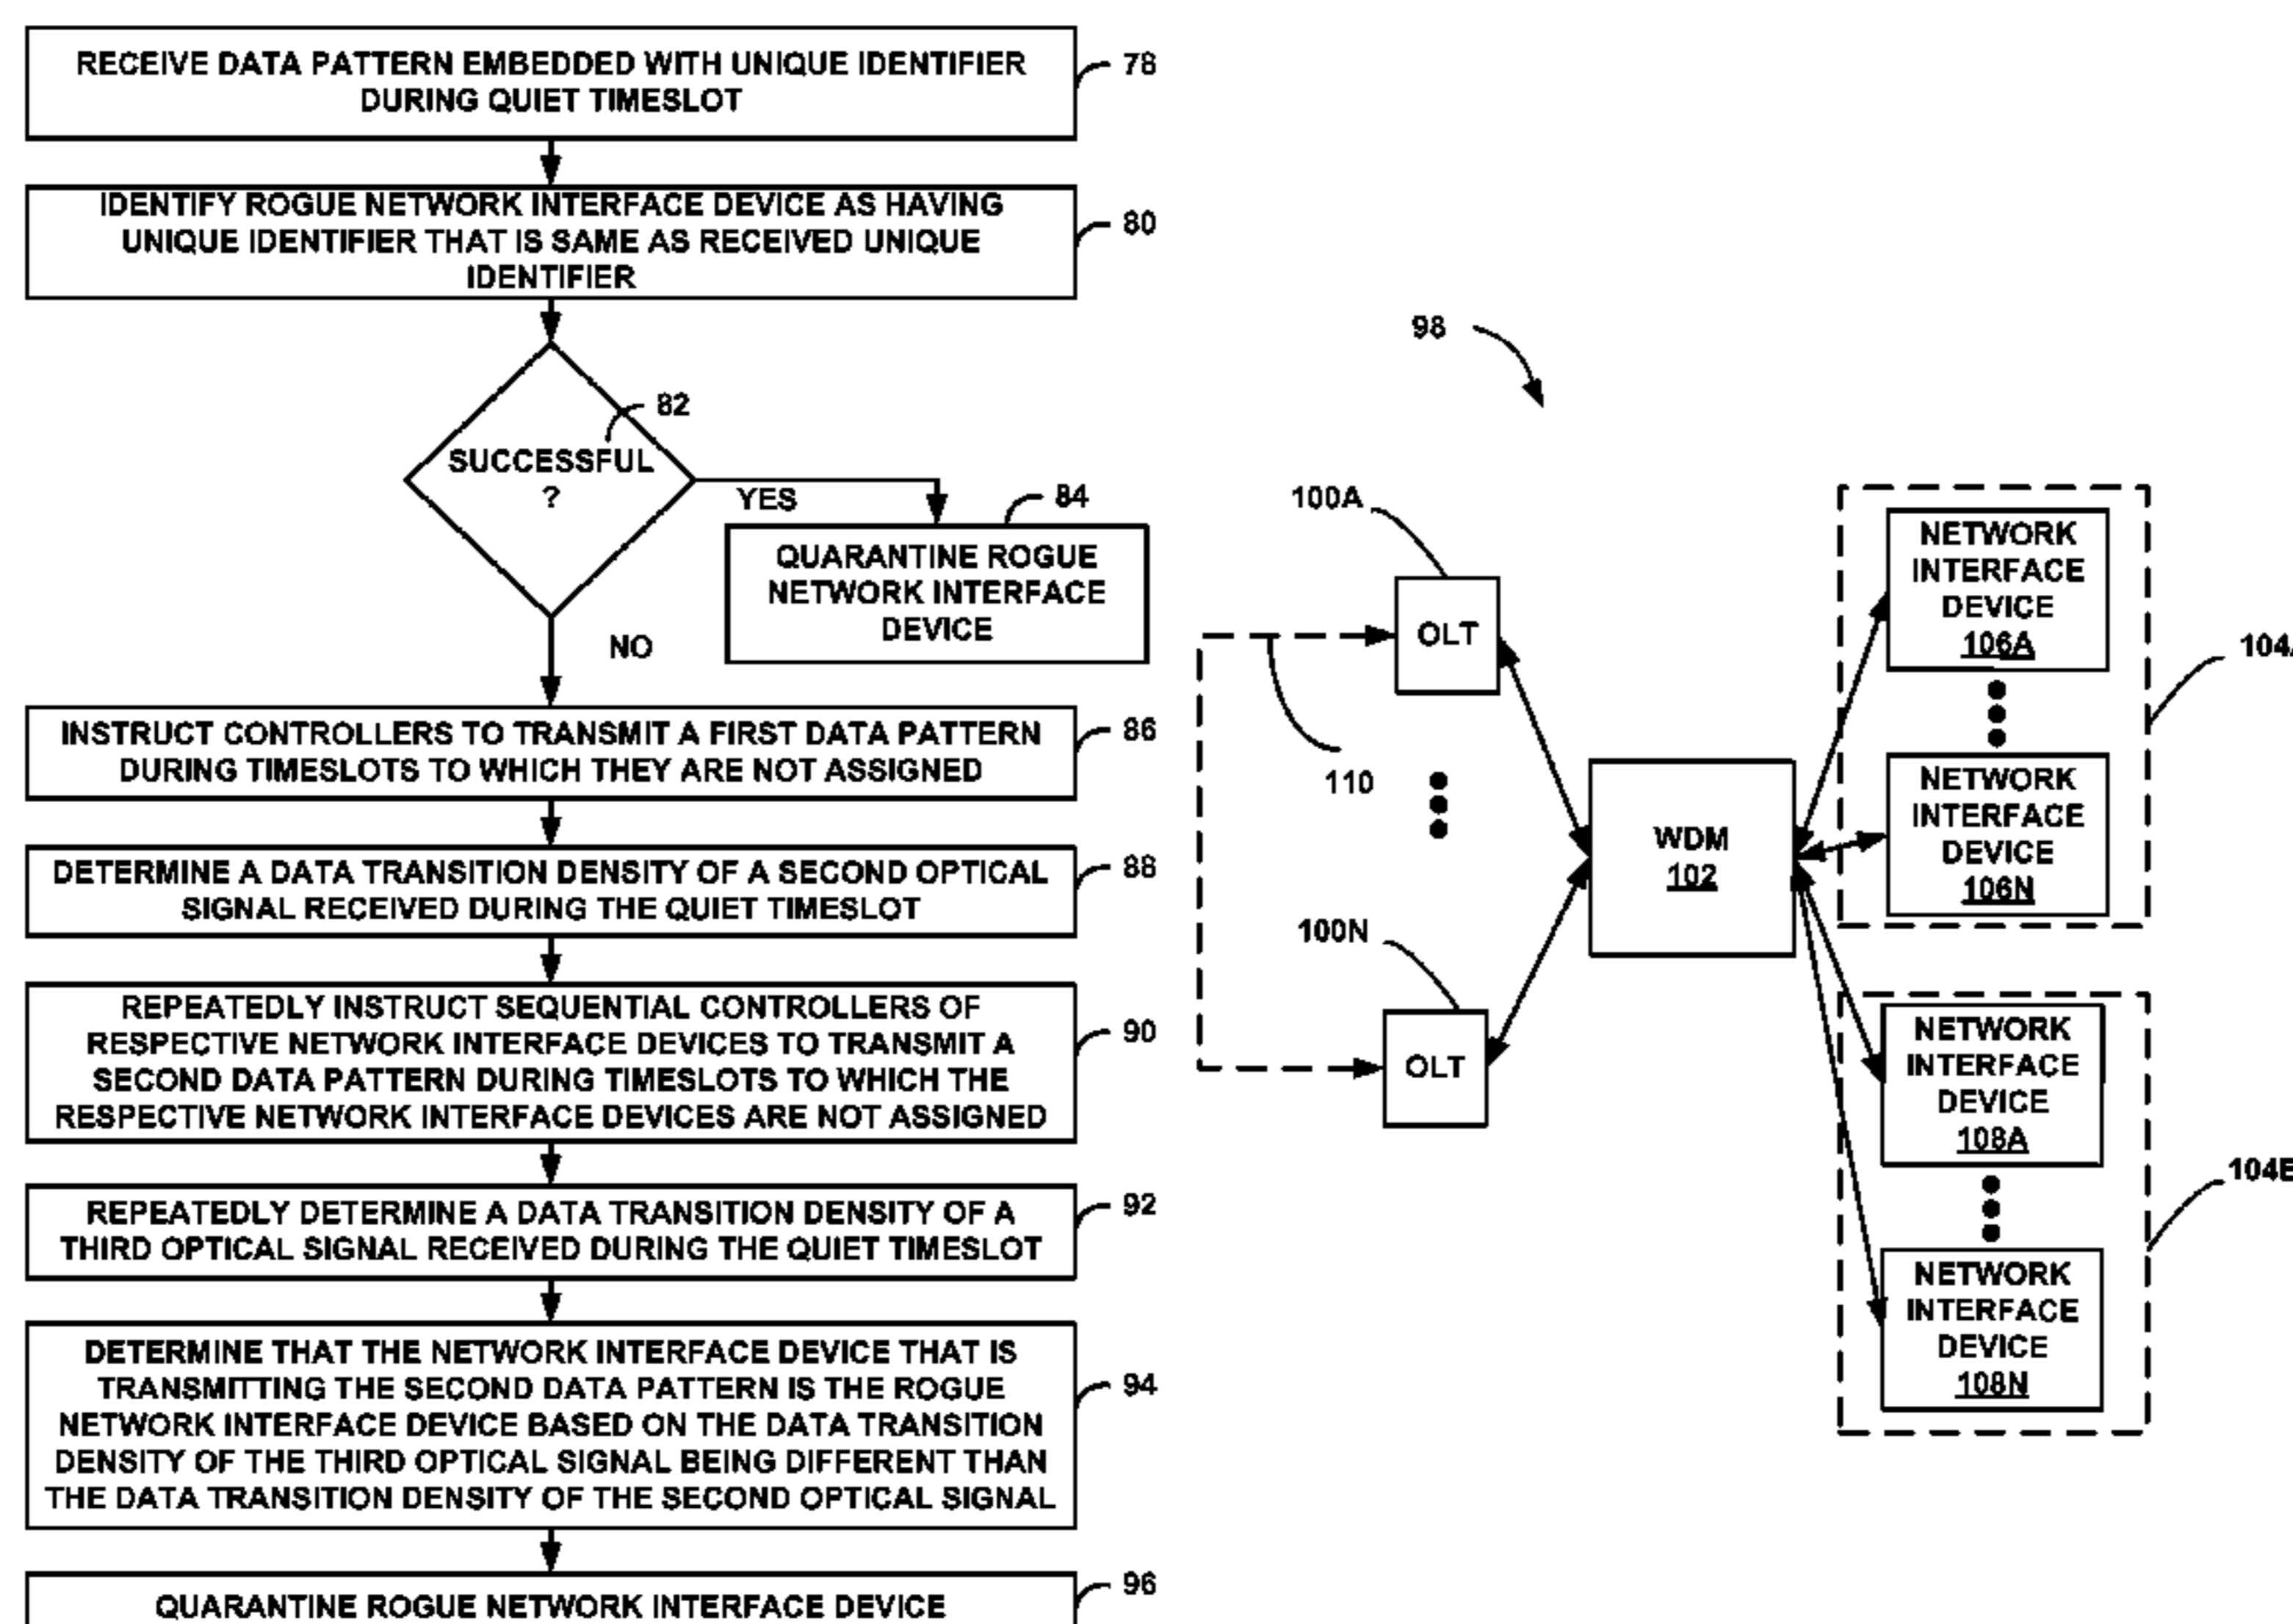 RECEIVE DATA PATTERN EMBEDDED WITH UNIQUE IDENTIFIER
DURING QUIET TIMESLOT
78
IDENTIFY ROGUE NETWORK INTERFACE DEVICE AS HAVING
UNIQUE IDENTIFIER THAT IS SAME AS RECEIVED UNIQUE
IDENTIFIER
80
82
SUCCESSFUL
?
YES
84
QUARANTINE ROGUE
NETWORK INTERFACE
DEVICE
NO
INSTRUCT CONTROLLERS TO TRANSMIT A FIRST DATA PATTERN
DURING TIMESLOTS TO WHICH THEY ARE NOT ASSIGNED
86
DETERMINE A DATA TRANSITION DENSITY OF A SECOND OPTICAL
SIGNAL RECEIVED DURING THE QUIET TIMESLOT
88
REPEATEDLY INSTRUCT SEQUENTIAL CONTROLLERS OF
RESPECTIVE NETWORK INTERFACE DEVICES TO TRANSMIT A
SECOND DATA PATTERN DURING TIMESLOTS TO WHICH THE
RESPECTIVE NETWORK INTERFACE DEVICES ARE NOT ASSIGNED
90
REPEATEDLY DETERMINE A DATA TRANSITION DENSITY OF A
THIRD OPTICAL SIGNAL RECEIVED DURING THE QUIET TIMESLOT
92
DETERMINE THAT THE NETWORK INTERFACE DEVICE THAT IS
TRANSMITTING THE SECOND DATA PATTERN IS THE ROGUE
NETWORK INTERFACE DEVICE BASED ON THE DATA TRANSITION
DENSITY OF THE THIRD OPTICAL SIGNAL BEING DIFFERENT THAN
THE DATA TRANSITION DENSITY OF THE SECOND OPTICAL SIGNAL
94
QUARANTINE ROGUE NETWORK INTERFACE DEVICE
96
98
100A
OLT
110
100N
OLT
WDM
102
NETWORK
INTERFACE
DEVICE
106A
NETWORK
INTERFACE
DEVICE
106N
104A
NETWORK
INTERFACE
DEVICE
108A
NETWORK
INTERFACE
DEVICE
108N